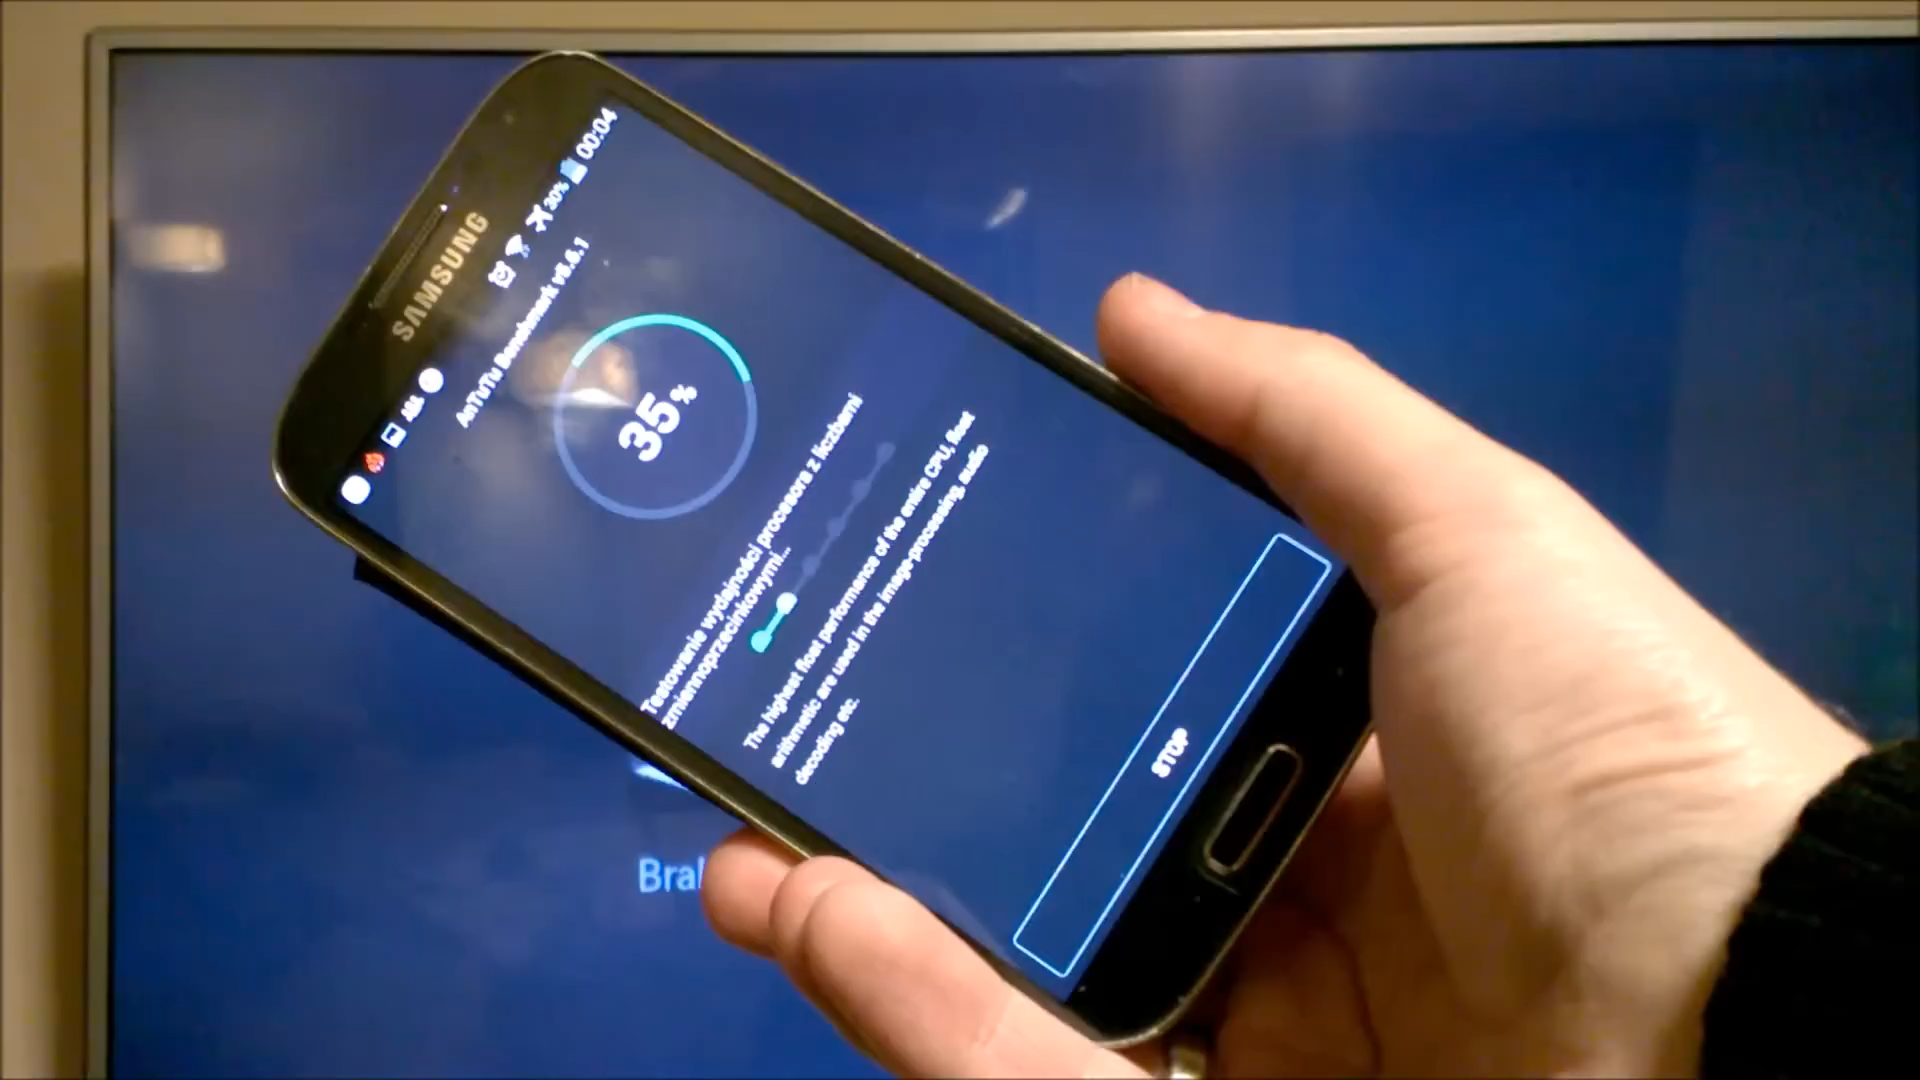 SAMSUNG
30% 00:04
AnTuTu Benchmark v5.6.1
35%
Testowanie wydajności procesora z liczbami
zmiennoprzecinkowymi...
The highest float performance of the entire CPU, float
arithmetic are used in the image-processing, audio
decoding etc.
STOP